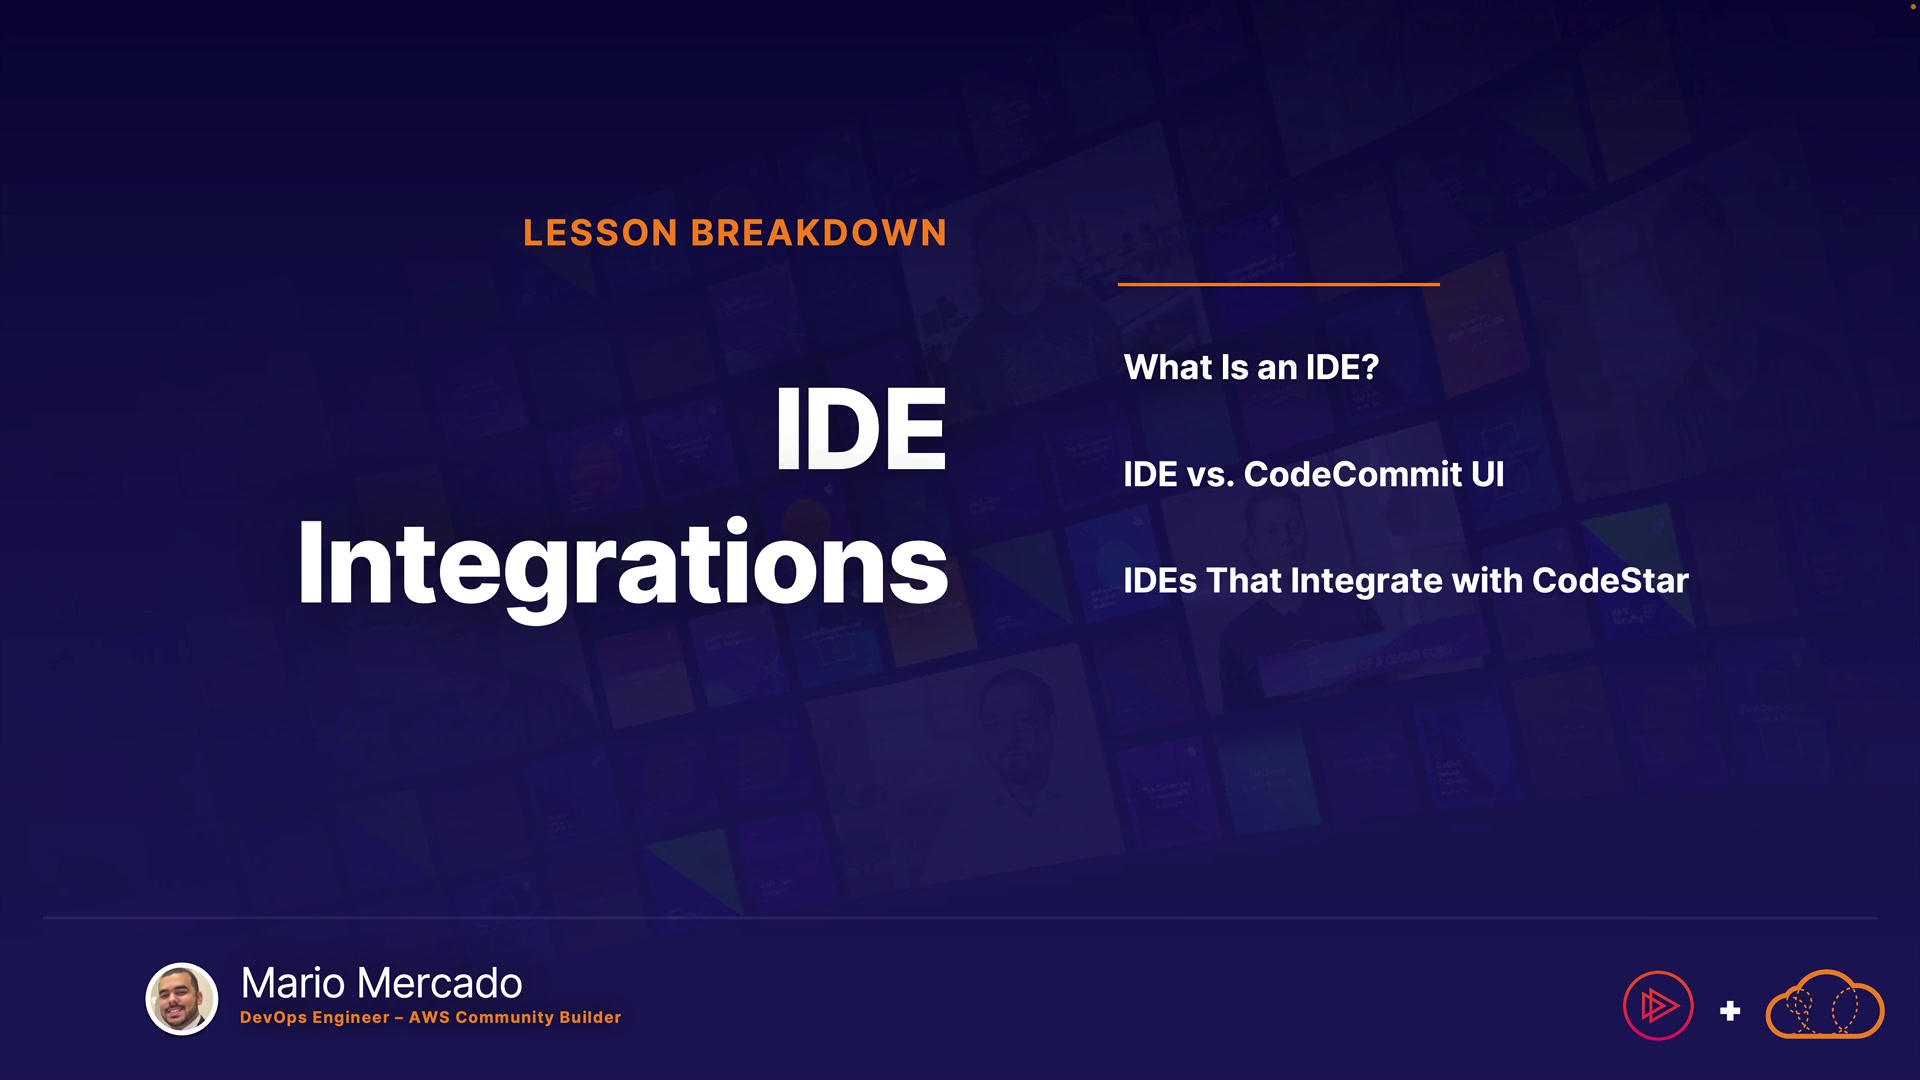 LESSON BREAKDOWN
IDE
Integrations
What Is an IDE?
IDE vs. CodeCommit UI
IDEs That Integrate with CodeStar
Mario Mercado
DevOps Engineer – AWS Community Builder